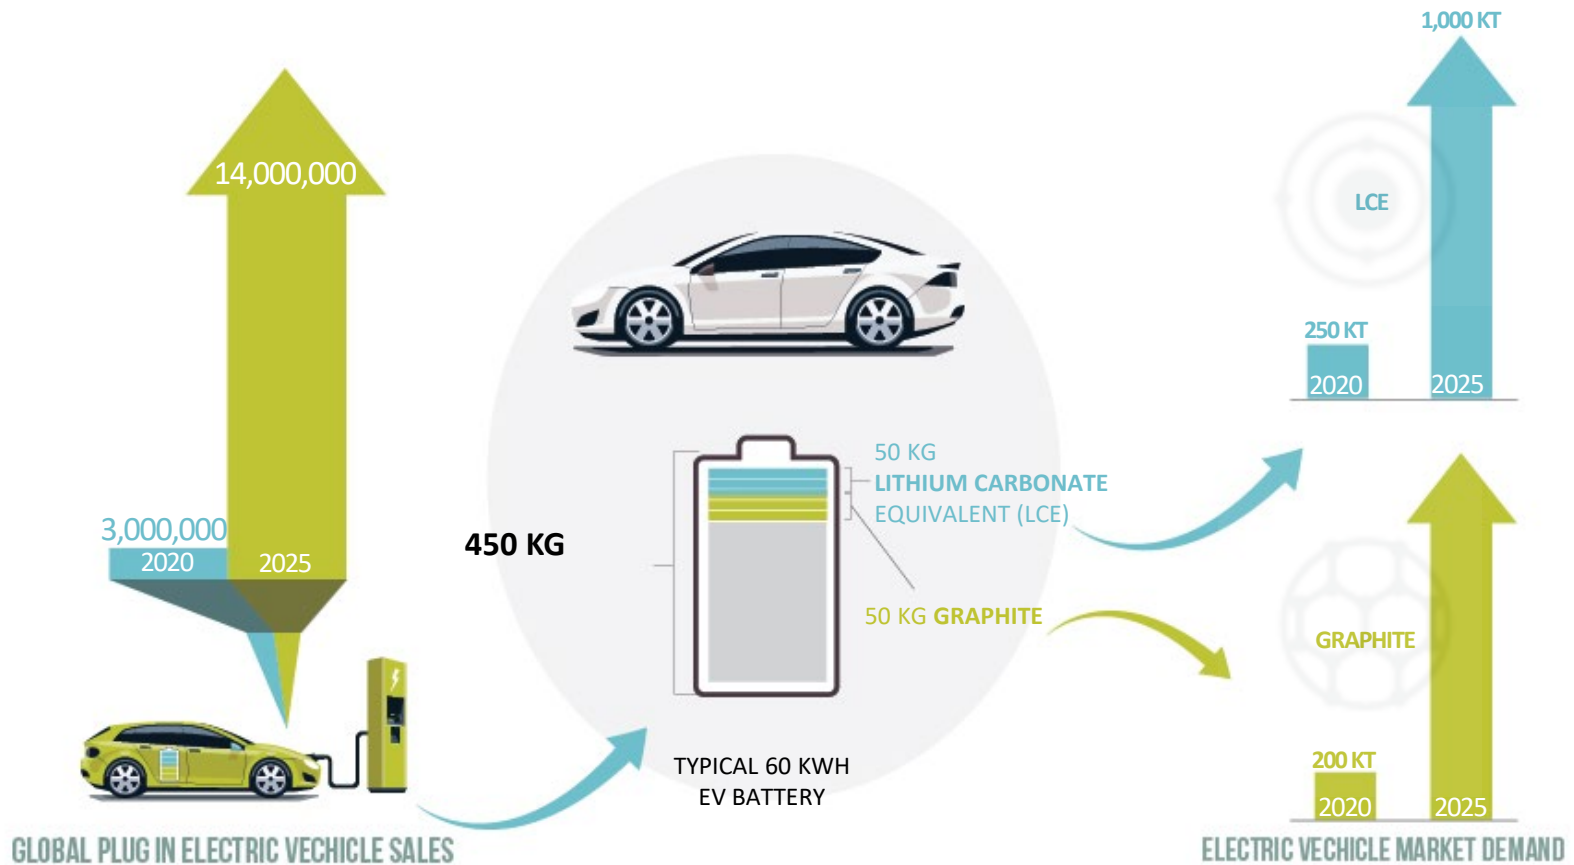 14,000,000
3,000,000
2020
2025
GLOBAL PLUG IN ELECTRIC VECHICLE SALES
450 KG
50 KG
LITHIUM CARBONATE
EQUIVALENT (LCE)
50 KG GRAPHITE
TYPICAL 60 KWH
EV BATTERY
1,000 KT
LCE
250 KT
2020
2025
GRAPHITE
200 KT
2020
2025
ELECTRIC VECHICLE MARKET DEMAND